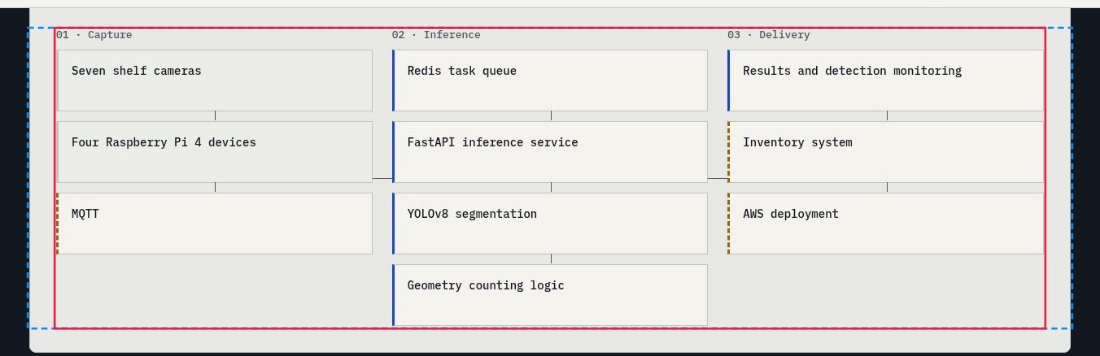 01 · Capture
Seven shelf cameras
Four Raspberry Pi 4 devices
MQTT
02 · Inference
Redis task queue
FastAPI inference service
YOLOv8 segmentation
Geometry counting logic
03 · Delivery
Results and detection monitoring
Inventory system
AWS deployment